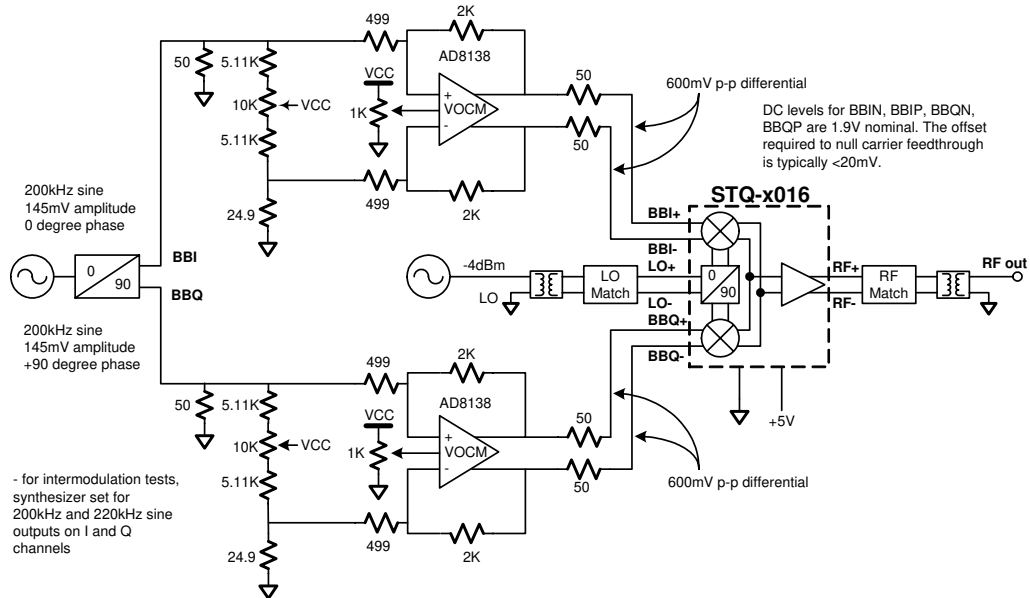 499
2K
AD8138
50
5.11K
10K
VCC
5.11K
24.9
VCC
1K
VOCM
+
-
499
2K
50
50
600mV p-p differential
DC levels for BBIN, BBIP, BBQN,
BBQP are 1.9V nominal. The offset
required to null carrier feedthrough
is typically <20mV.
200kHz sine
145mV amplitude
0 degree phase
0
90
BBI
BBQ
200kHz sine
145mV amplitude
+90 degree phase
STQ-x016
BBI+
BBI-
-4dBm
LO
LO
Match
LO+
LO-
0
90
BBQ+
BBQ-
RF+
RF-
RF
Match
RF out
+5V
499
2K
AD8138
50
5.11K
10K
VCC
5.11K
24.9
VCC
1K
VOCM
+
-
499
2K
50
50
600mV p-p differential
- for intermodulation tests,
synthesizer set for
200kHz and 220kHz sine
outputs on I and Q
channels